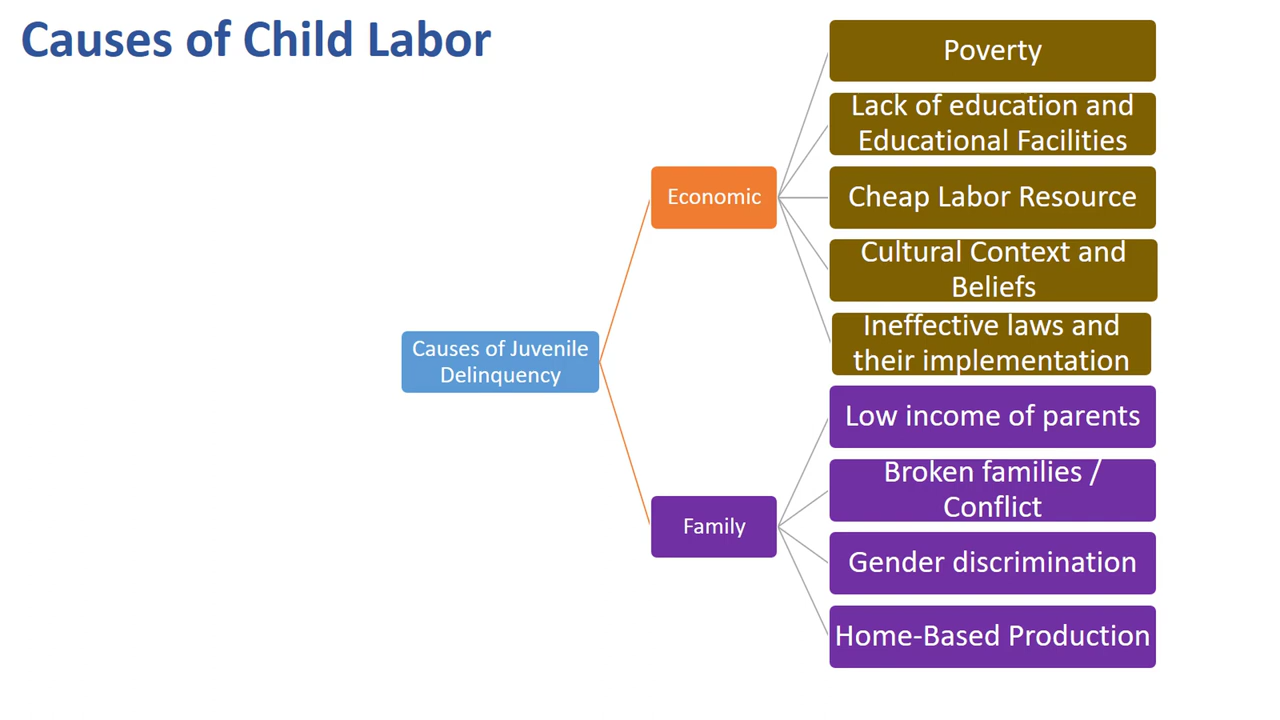 Causes of Child Labor
Causes of Juvenile
Delinquency
Economic
Poverty
Lack of education and
Educational Facilities
Cheap Labor Resource
Cultural Context and
Beliefs
Ineffective laws and
their implementation
Family
Low income of parents
Broken families /
Conflict
Gender discrimination
Home-Based Production